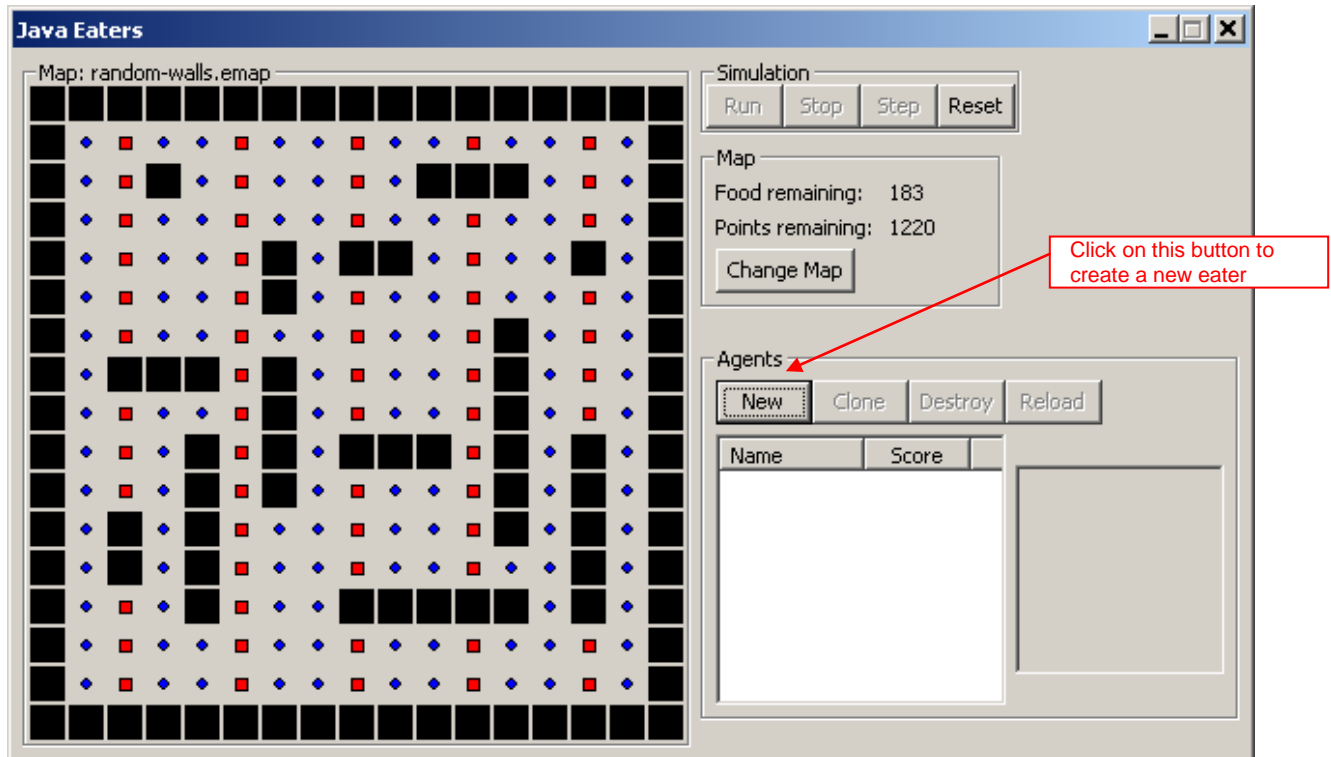 Java Eaters
Map: random-walls.emap
Simulation
Run Stop Step Reset
Map
Food remaining: 183
Points remaining: 1220
Change Map
Click on this button to
create a new eater
Agents
New Clone Destroy Reload
Name Score